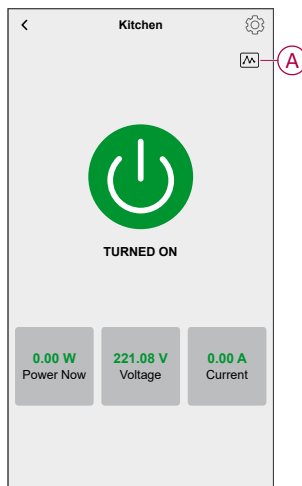 Kitchen
A
TURNED ON
0.00 W
Power Now
221.08 V
Voltage
0.00 A
Current